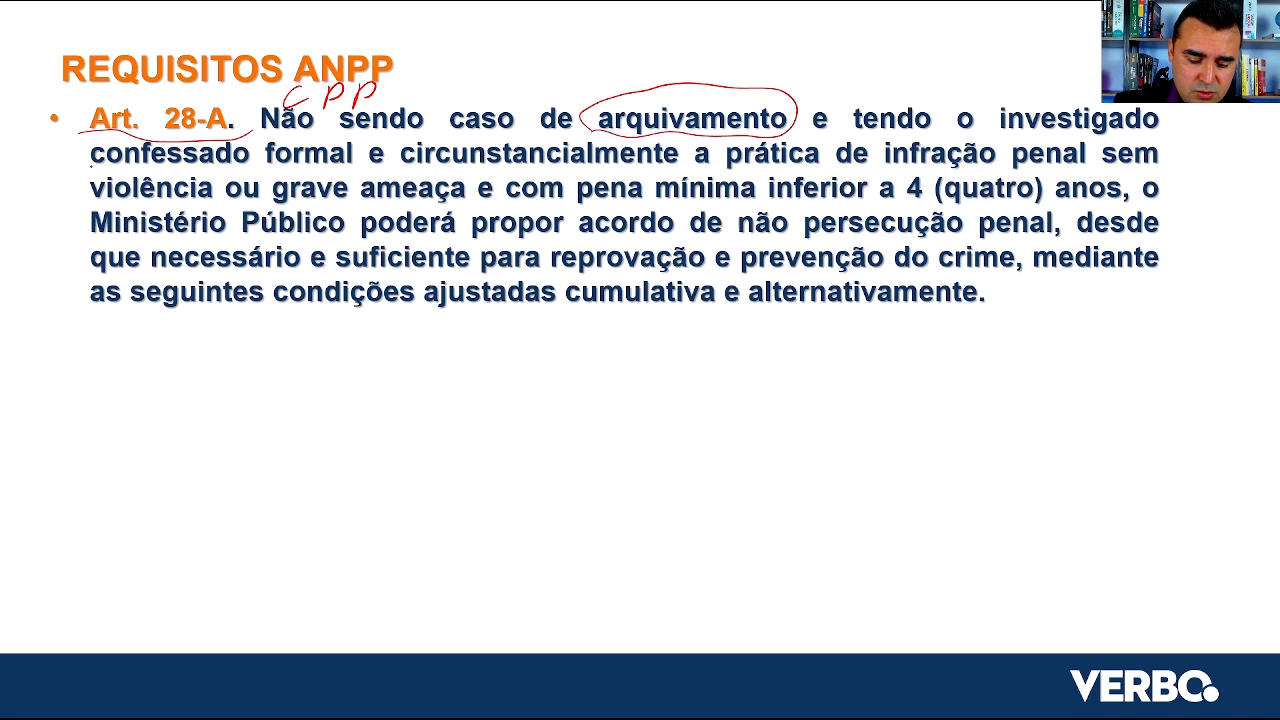 REQUISITOS ANPP
CPP
• Art. 28-A. Não sendo caso de arquivamento e tendo o investigado
confessado formal e circunstancialmente a prática de infração penal sem
violência ou grave ameaça e com pena mínima inferior a 4 (quatro) anos, o
Ministério Público poderá propor acordo de não persecução penal, desde
que necessário e suficiente para reprovação e prevenção do crime, mediante
as seguintes condições ajustadas cumulativa e alternativamente.
VERBO